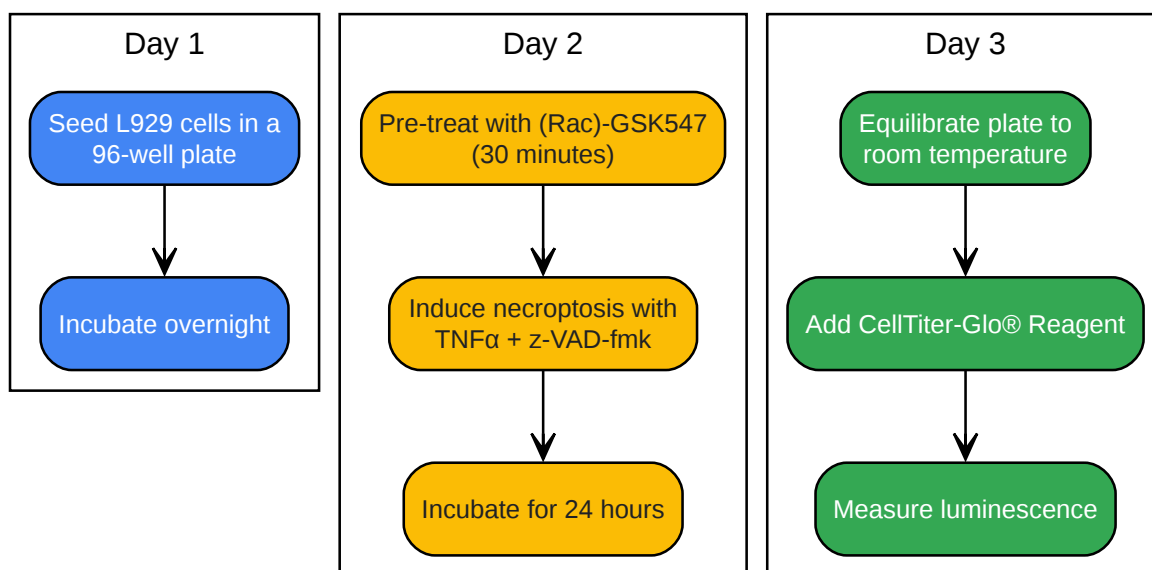 Day 1
Seed L929 cells in a
96-well plate
Incubate overnight
Day 2
Pre-treat with (Rac)-GSK547
(30 minutes)
Induce necroptosis with
TNFα + z-VAD-fmk
Incubate for 24 hours
Day 3
Equilibrate plate to
room temperature
Add CellTiter-Glo® Reagent
Measure luminescence